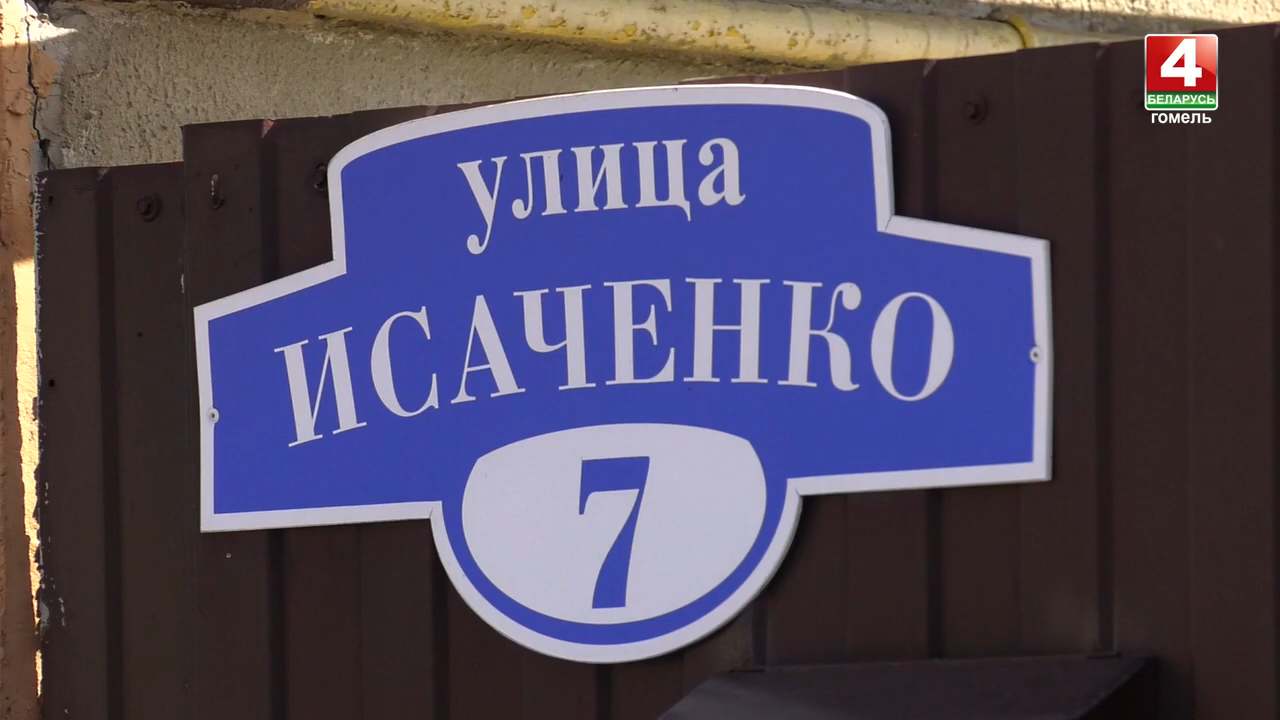 4
БЕЛАРУСЬ
гомель
улица
ИСАЧЕНКО
7